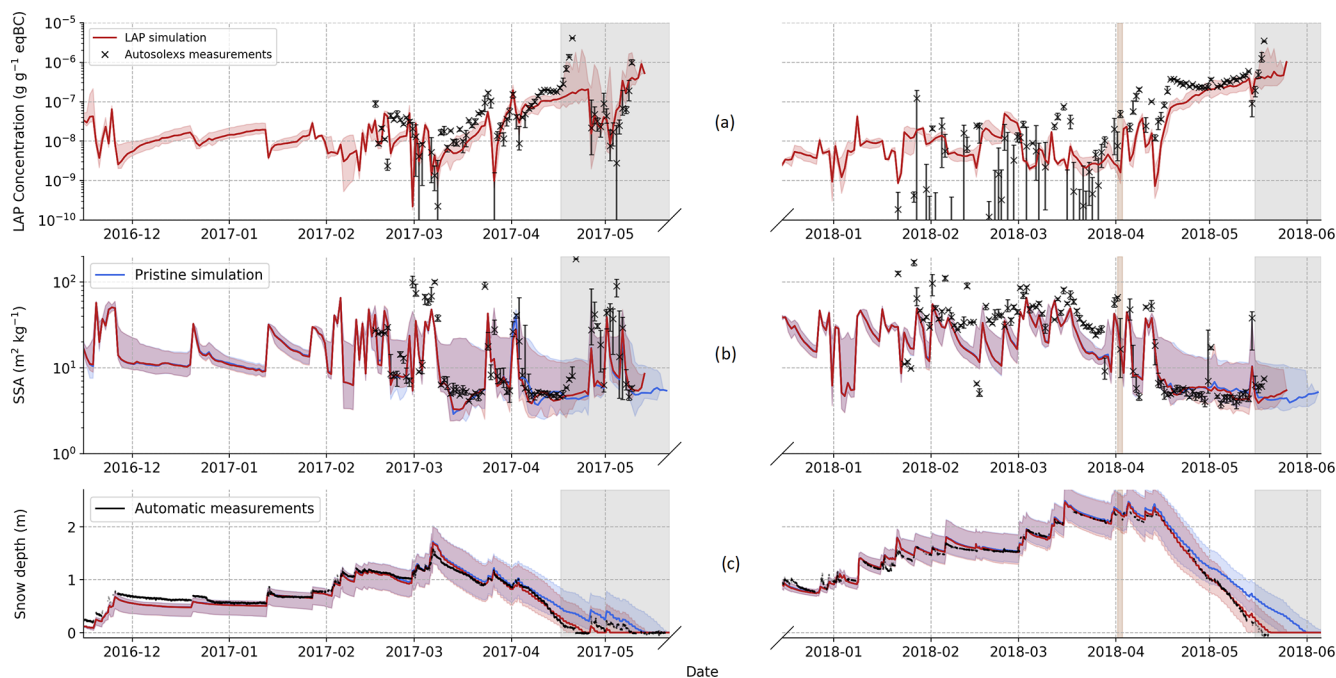 LAP Concentration (g g⁻¹ eqBC)
10⁻⁵
10⁻⁶
10⁻⁷
10⁻⁸
10⁻⁹
10⁻¹⁰
LAP simulation
Autosolexs measurements
(a)
2016-12 2017-01 2017-02 2017-03 2017-04 2017-05 2018-01 2018-02 2018-03 2018-04 2018-05 2018-06
SSA (m² kg⁻¹)
10²
10¹
10⁰
Pristine simulation
(b)
2016-12 2017-01 2017-02 2017-03 2017-04 2017-05 2018-01 2018-02 2018-03 2018-04 2018-05 2018-06
Snow depth (m)
2
1
0
Automatic measurements
(c)
2016-12 2017-01 2017-02 2017-03 2017-04 2017-05 2018-01 2018-02 2018-03 2018-04 2018-05 2018-06
Date